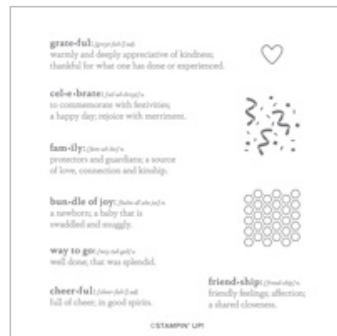 grate·ful:
warmly and deeply appreciative of kindness;
thankful for what one has done or experienced.
cel·e·brate:
to commemorate with festivities;
a happy day; rejoice with merriment.
fam·ily:
protectors and guardians; a source
of love, connection and kinship.
bun·dle of joy:
a newborn; a baby that is
swaddled and snuggly.
way to go:
well done; that was splendid.
cheer·ful:
full of cheer; in good spirits.
friend·ship:
friendly feelings; affection;
a shared closeness.
©STAMPIN' UP!